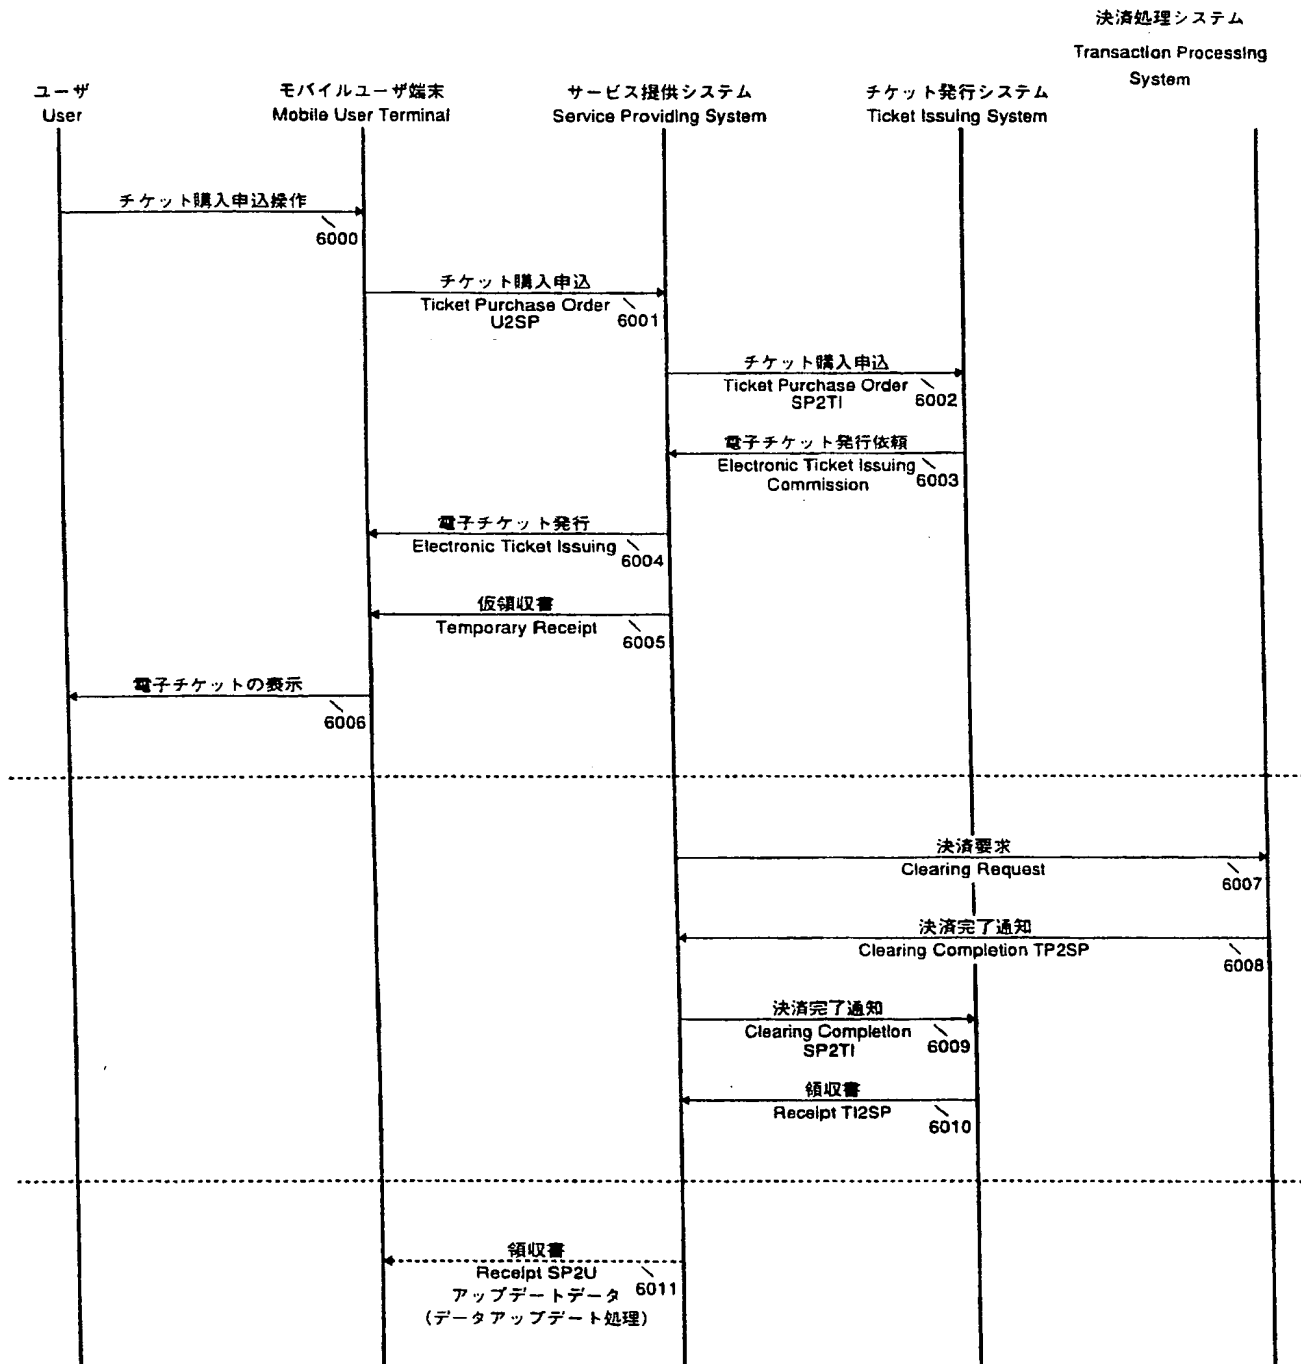 決済処理システム
Transaction Processing
System
ユーザ
User
モバイルユーザ端末
Mobile User Terminal
サービス提供システム
Service Providing System
チケット発行システム
Ticket Issuing System
チケット購入申込操作
6000
チケット購入申込
Ticket Purchase Order
U2SP
6001
チケット購入申込
Ticket Purchase Order
SP2TI
6002
電子チケット発行依頼
Electronic Ticket Issuing
Commission
6003
電子チケット発行
Electronic Ticket Issuing
6004
仮領収書
Temporary Receipt
6005
電子チケットの表示
6006
決済要求
Clearing Request
6007
決済完了通知
Clearing Completion TP2SP
6008
決済完了通知
Clearing Completion
SP2TI
6009
領収書
Receipt TI2SP
6010
領収書
Receipt SP2U
6011
アップデートデータ
(データアップデート処理)